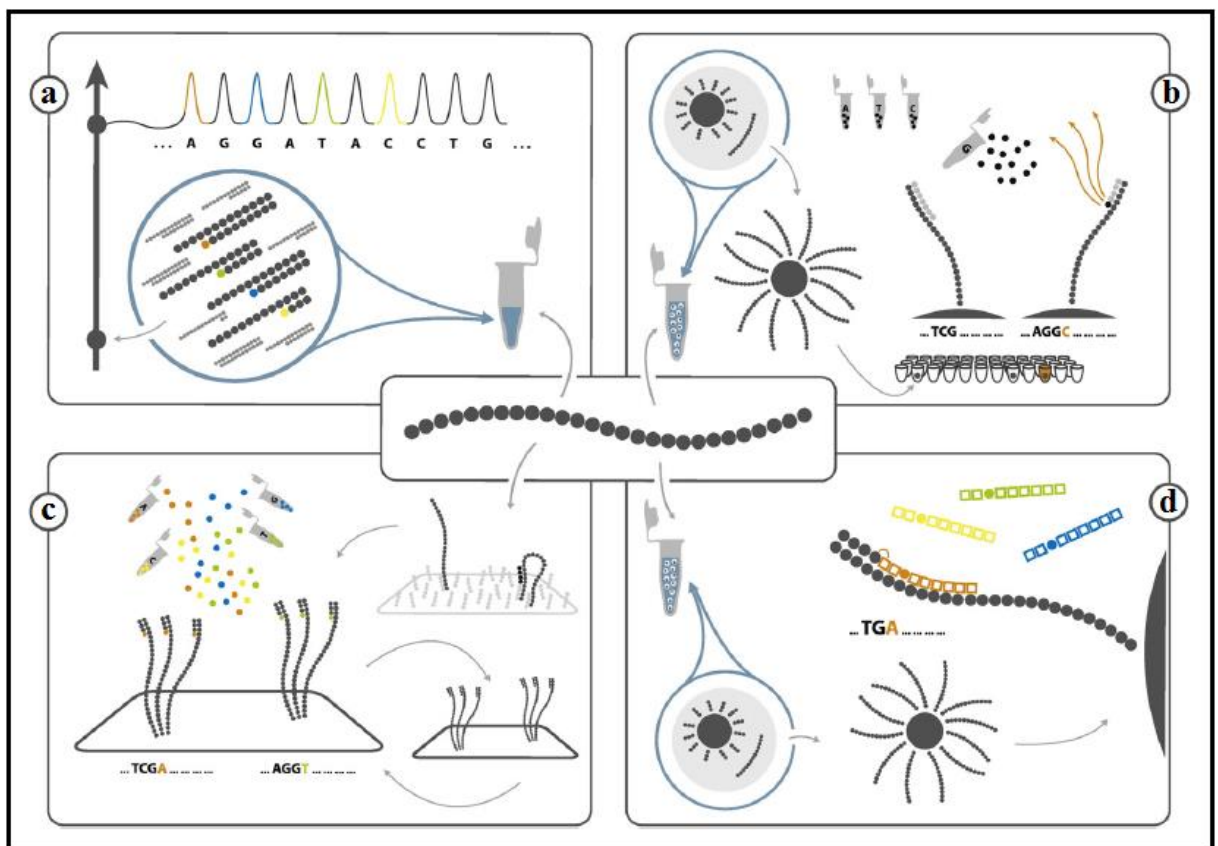 a
... A G G A T A C C T G ...
b
A T C
G
... TCG ... ... ... ...
... AGGC ... ... ... ...
c
A
G
T
C
... TCGA ... ... ... ...
... AGGT ... ... ... ...
d
... TGA ... ... ... ...